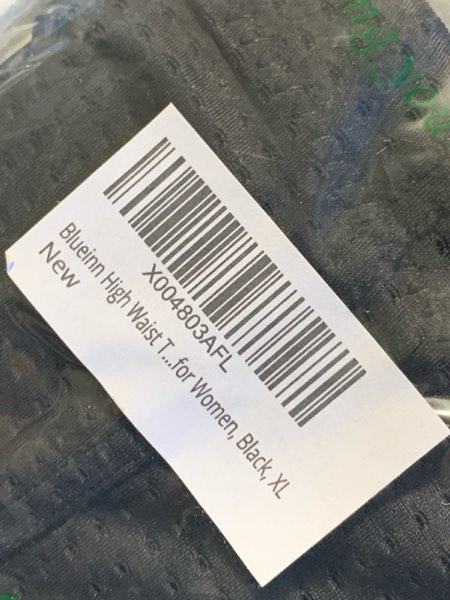 X004803AFL
Blueinn High Waist T...for Women, Black, XL
New